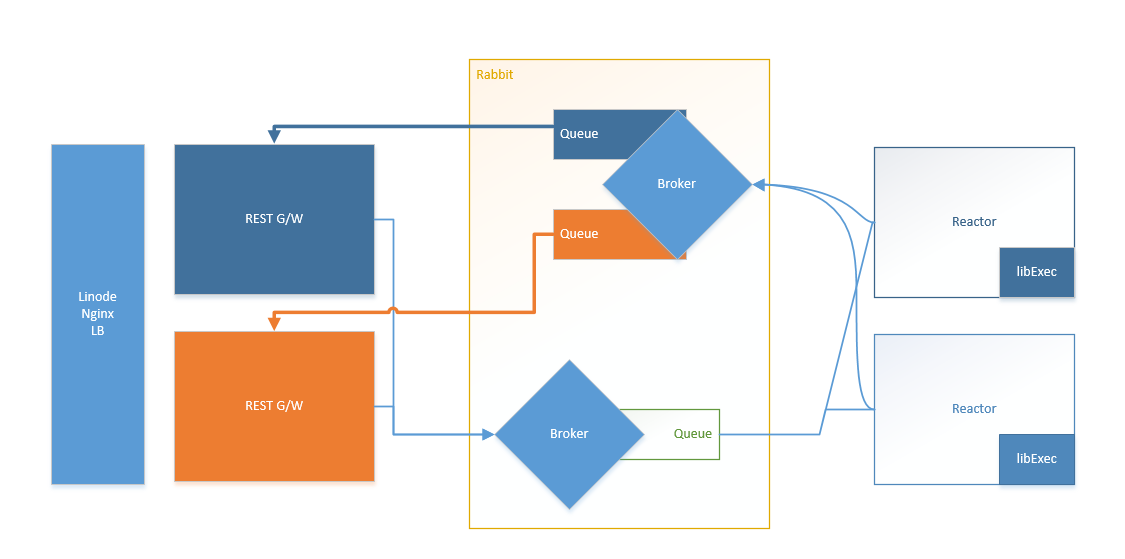 Rabbit
Queue
Broker
Queue
REST G/W
Linode
Nginx
LB
REST G/W
Broker
Queue
Reactor
libExec
Reactor
libExec